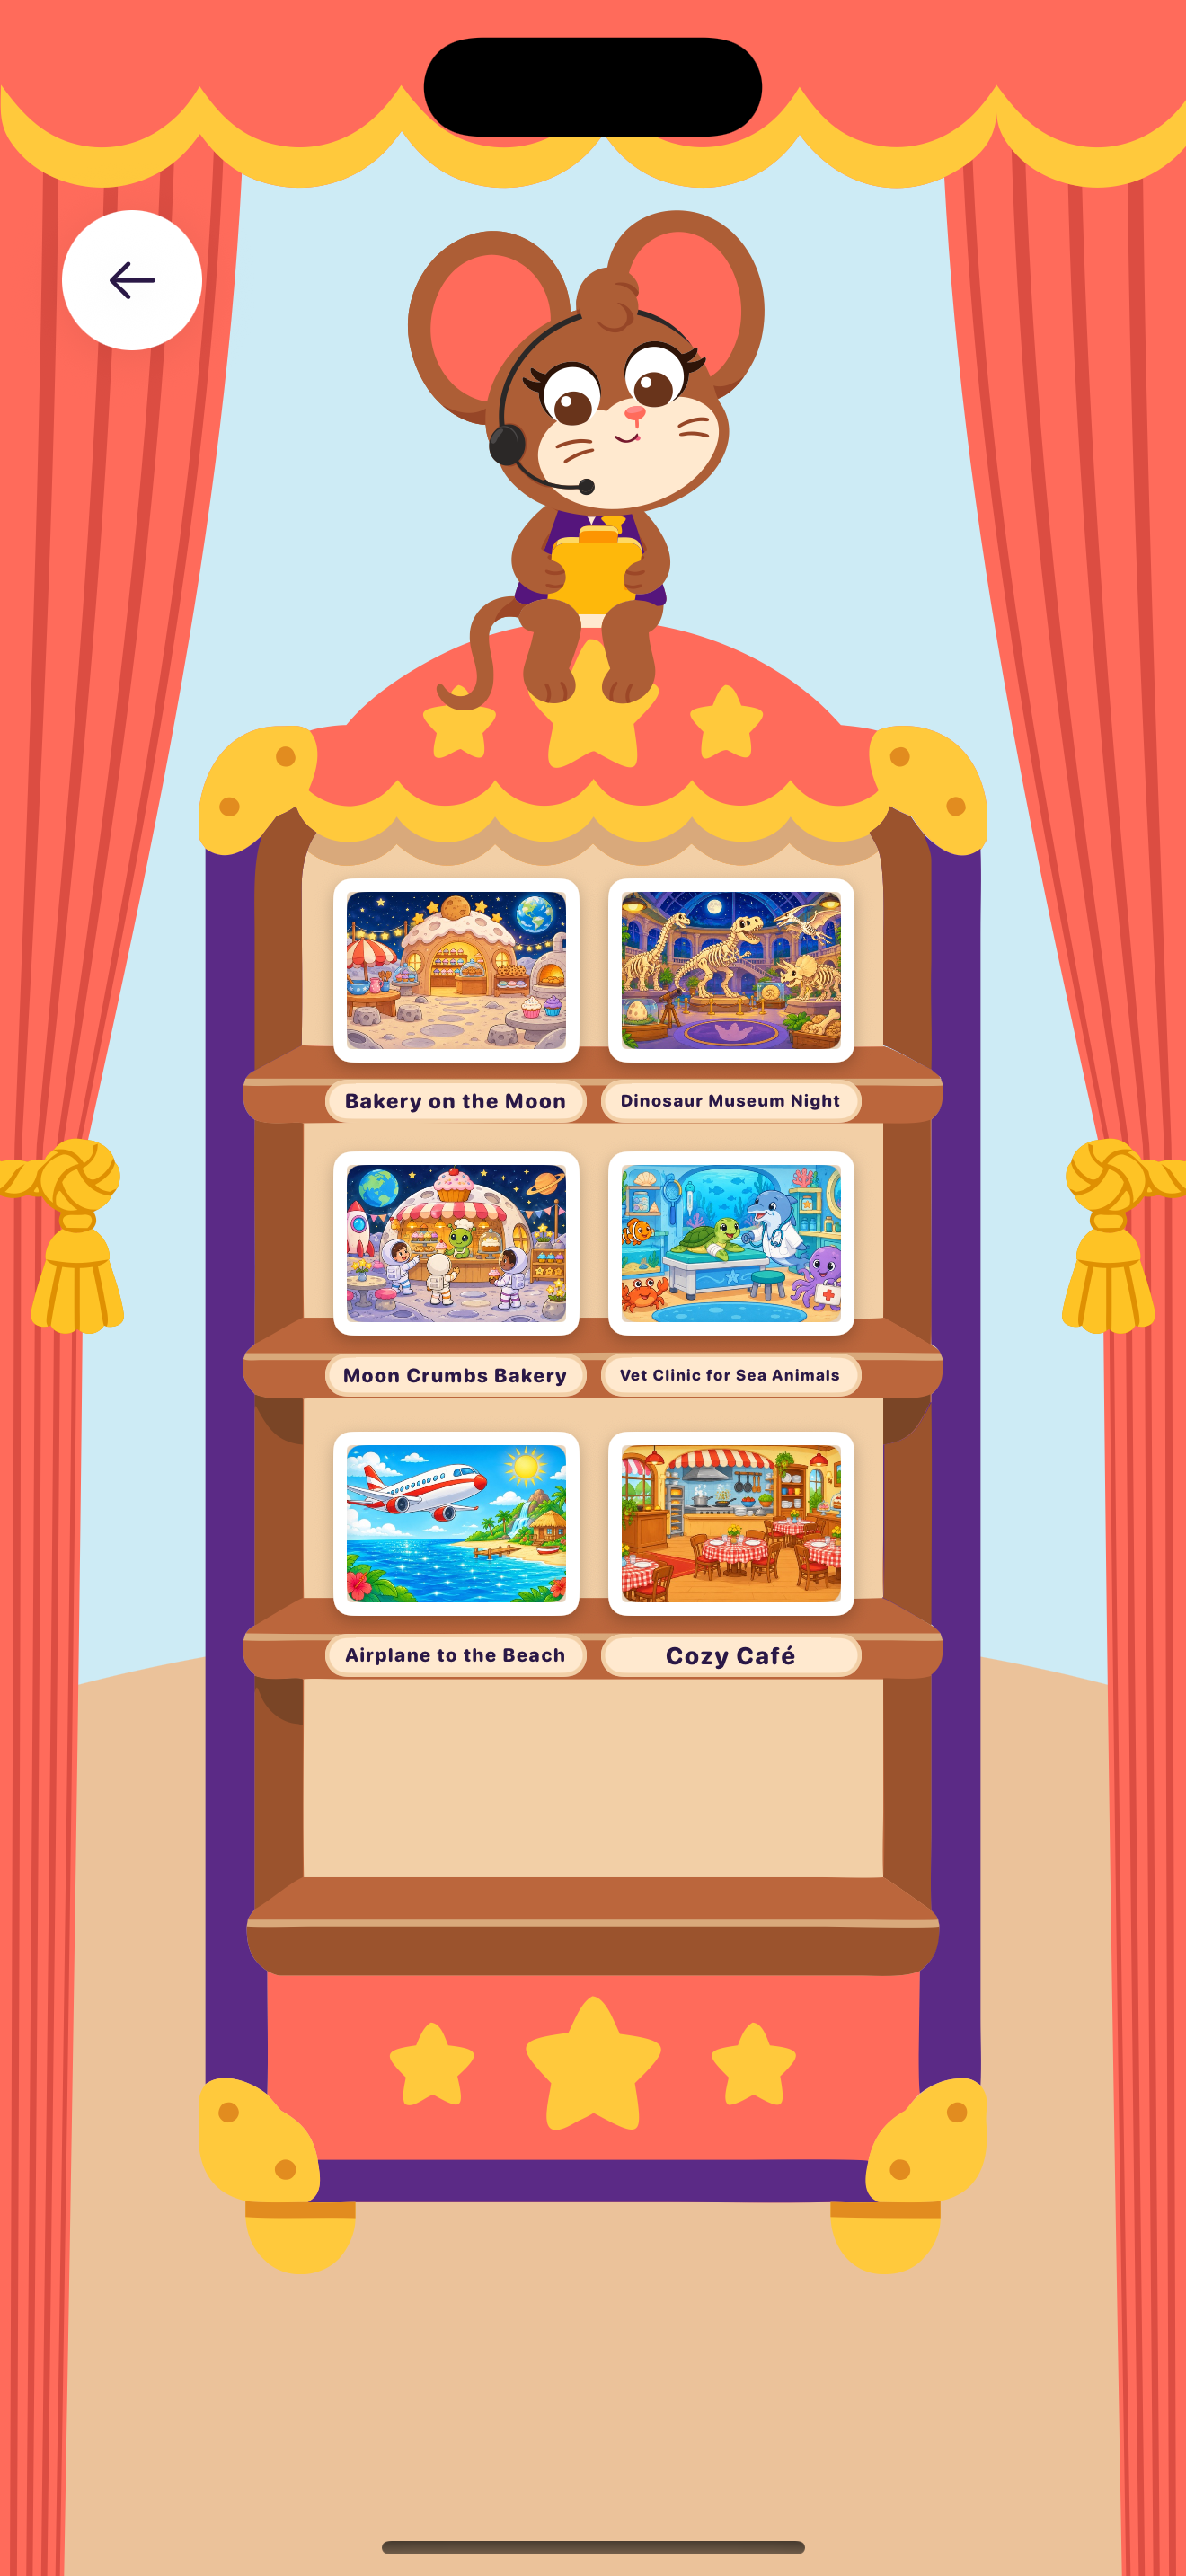 Bakery on the Moon
Dinosaur Museum Night
Moon Crumbs Bakery
Vet Clinic for Sea Animals
Airplane to the Beach
Cozy Café